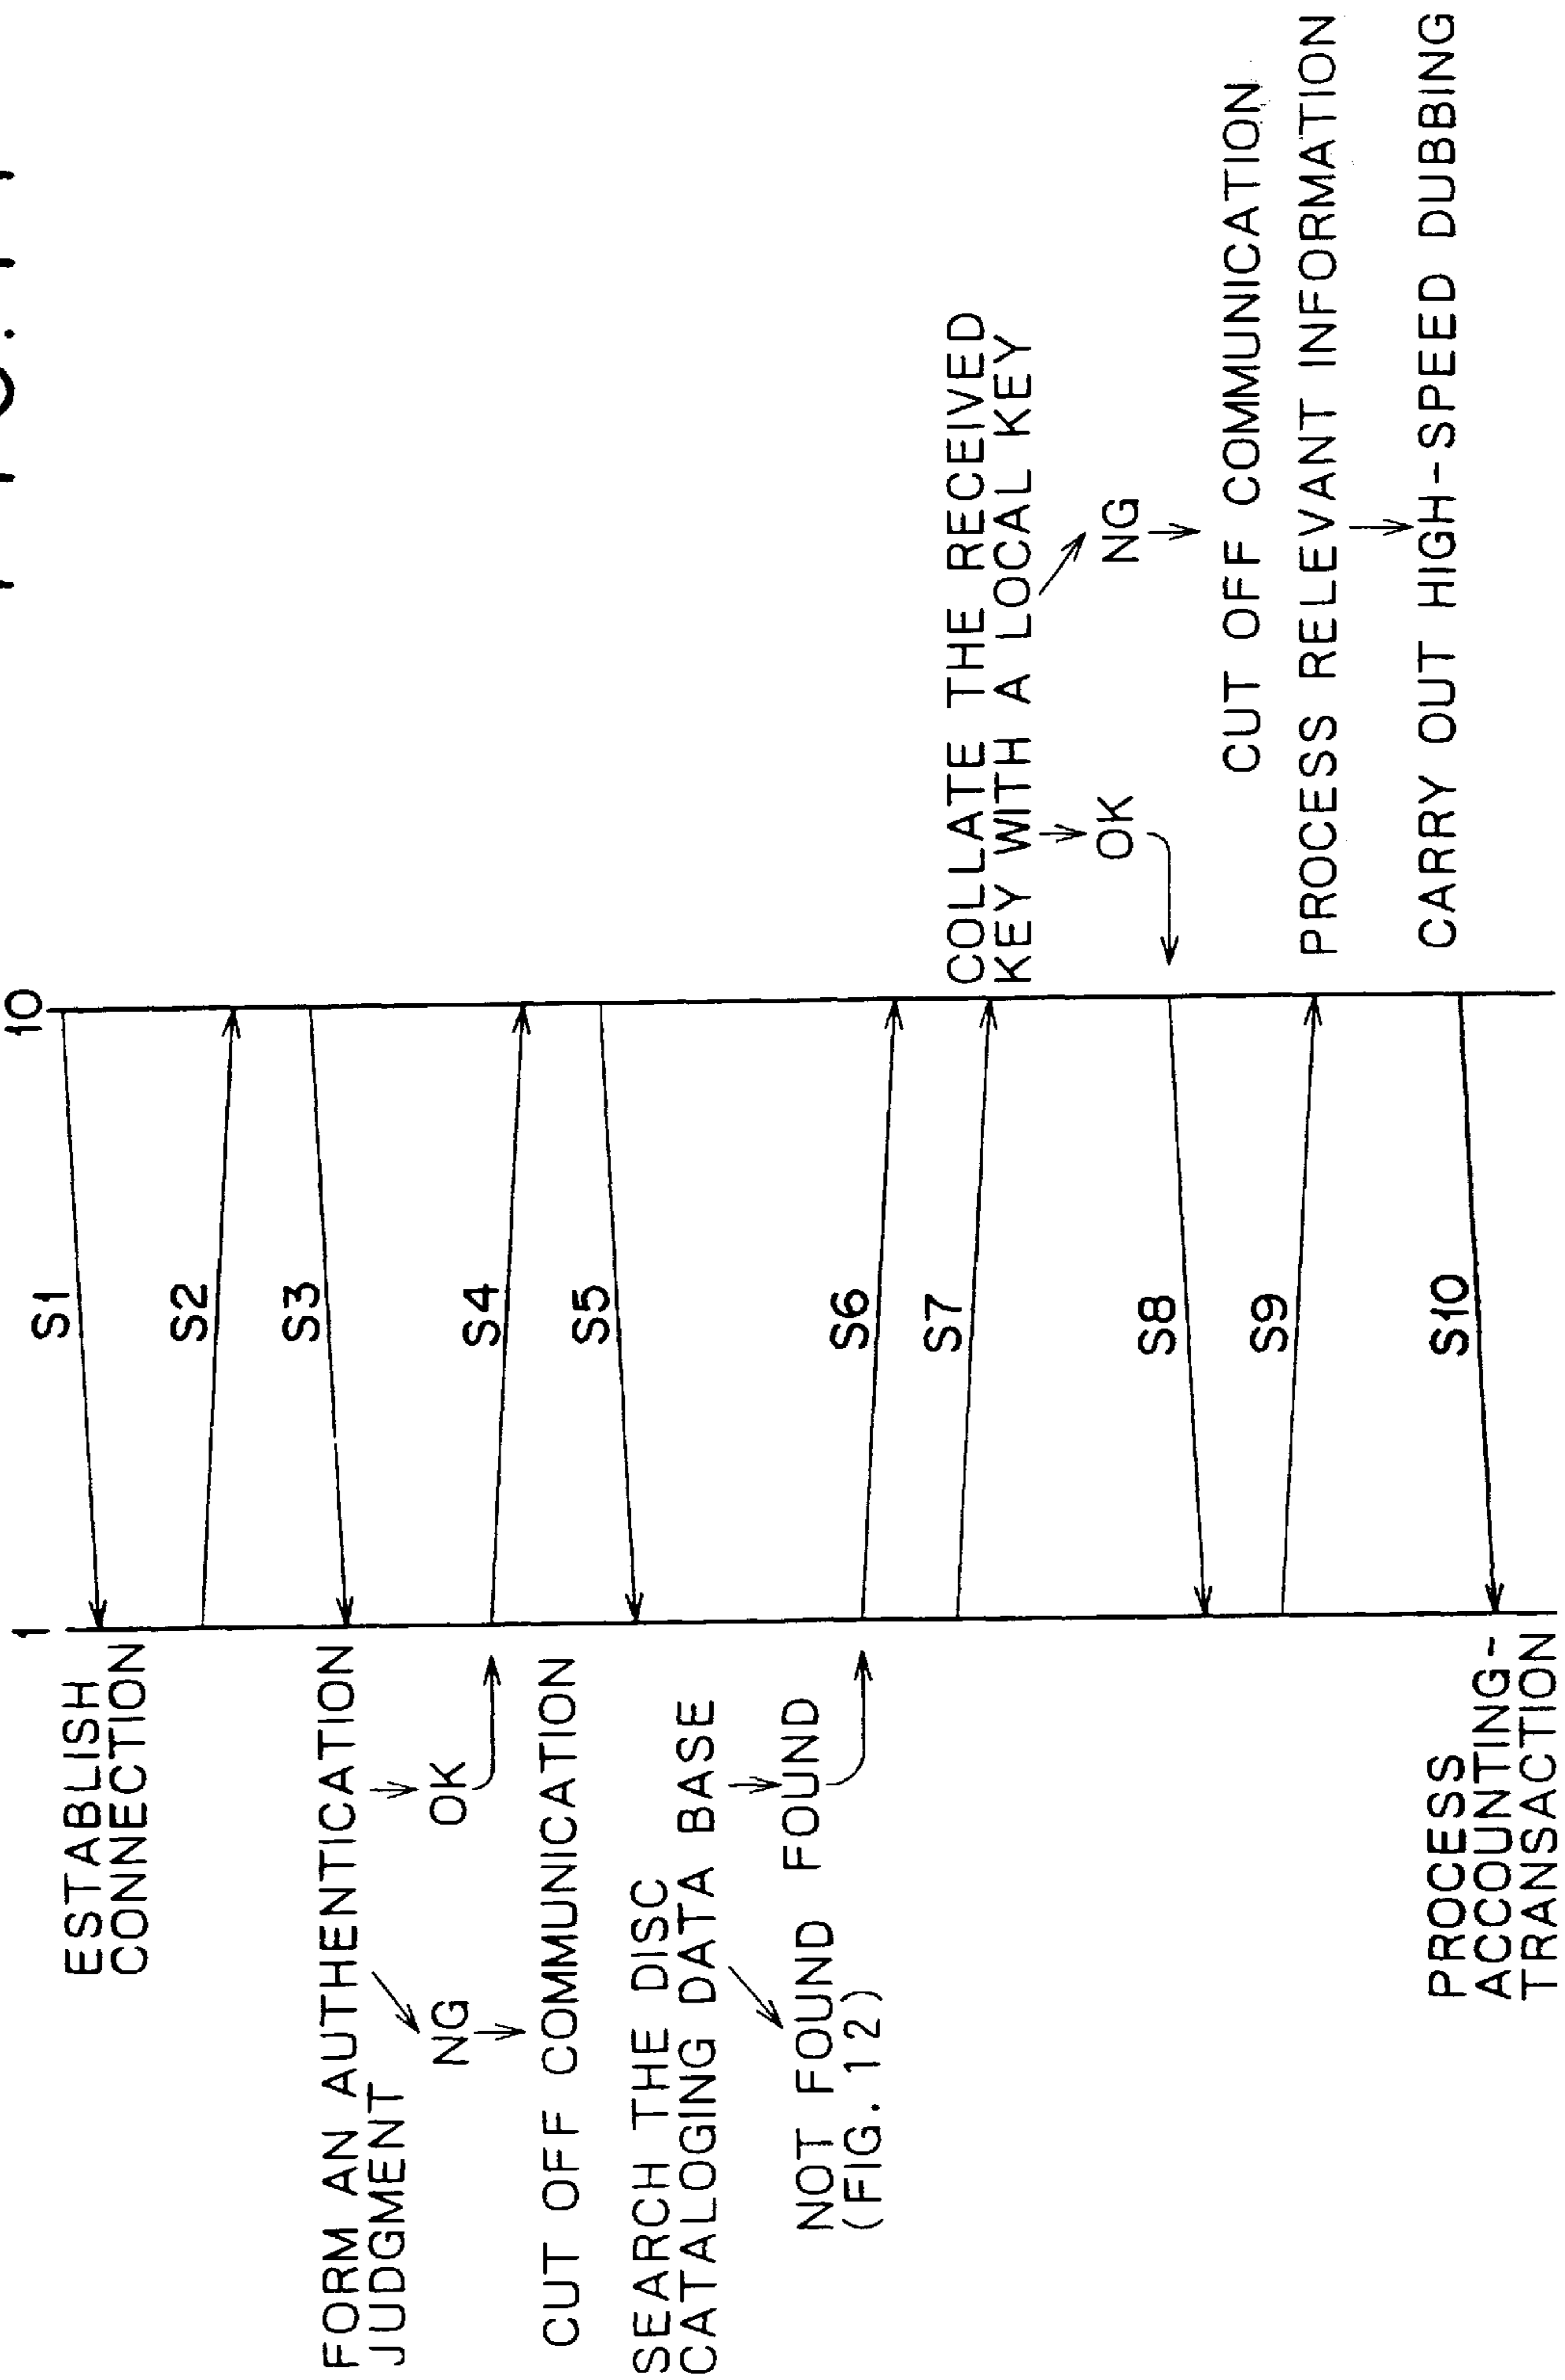 1
10
S1
ESTABLISH
CONNECTION
S2
S3
FORM AN AUTHENTICATION
JUDGMENT
NG
OK
S4
CUT OFF COMMUNICATION
S5
SEARCH THE DISC
CATALOGING DATA BASE
NOT FOUND
(FIG. 12)
FOUND
S6
S7
COLLATE THE RECEIVED
KEY WITH A LOCAL KEY
OK
NG
S8
CUT OFF COMMUNICATION
S9
PROCESS RELEVANT INFORMATION
CARRY OUT HIGH-SPEED DUBBING
S10
PROCESS
ACCOUNTING-
TRANSACTION